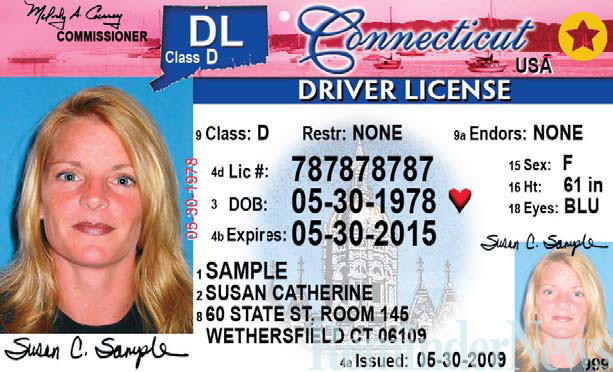 Melody A. Currey
COMMISSIONER
DL
Class D
Connecticut
USA
DRIVER LICENSE
9 Class: D Restr: NONE 9a Endors: NONE
4d Lic #: 787878787
15 Sex: F
3 DOB: 05-30-1978
16 Ht: 61 in
18 Eyes: BLU
4b Expires: 05-30-2015
05-30-1978
1 SAMPLE
2 SUSAN CATHERINE
8 60 STATE ST. ROOM 145
WETHERSFIELD CT 06109
4a Issued: 05-30-2009
Susan C. Sample
Susan C. Sample
999
ReminderNews